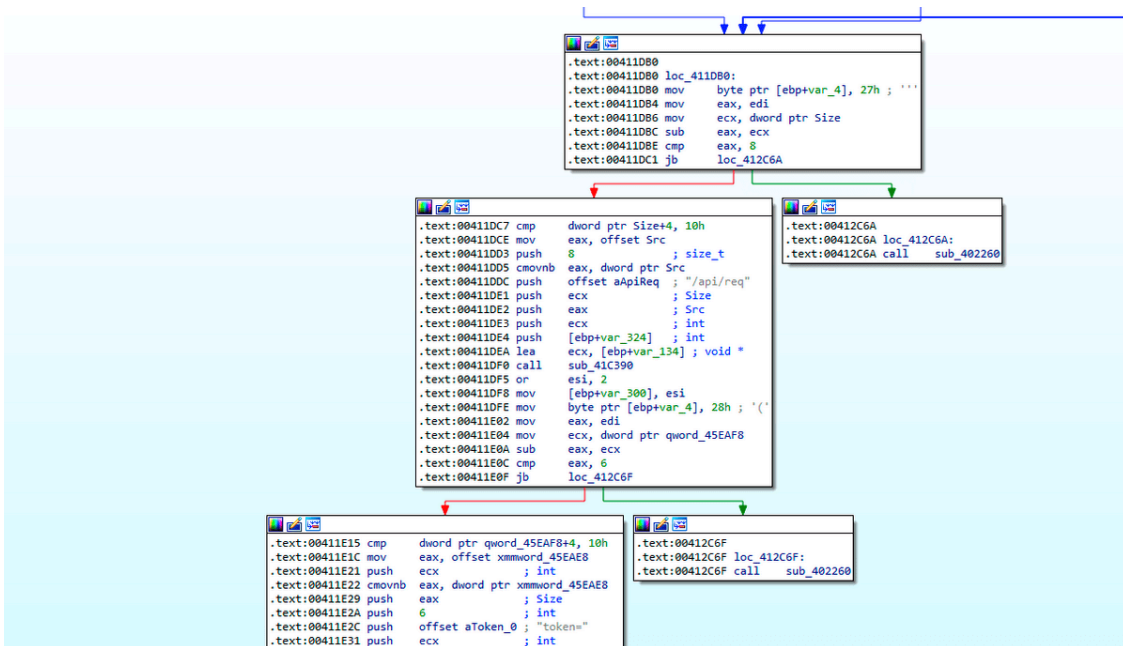 .text:00411DB0
.text:00411DB0 loc_411DB0:
.text:00411DB0 mov byte ptr [ebp+var_4], 27h ; '''
.text:00411DB4 mov eax, edi
.text:00411DB6 mov ecx, dword ptr Size
.text:00411DBC sub eax, ecx
.text:00411DBE cmp eax, 8
.text:00411DC1 jb loc_412C6A
.text:00411DC7 cmp dword ptr Size+4, 10h
.text:00411DCE mov eax, offset Src
.text:00411DD3 push 8 ; size_t
.text:00411DD5 cmovnb eax, dword ptr Src
.text:00411DDC push offset aApiReq ; "/api/req"
.text:00411DE1 push ecx ; Size
.text:00411DE2 push eax ; Src
.text:00411DE3 push ecx ; int
.text:00411DE4 push [ebp+var_324] ; int
.text:00411DEA lea ecx, [ebp+var_134] ; void *
.text:00411DF0 call sub_41C390
.text:00411DF5 or esi, 2
.text:00411DF8 mov [ebp+var_300], esi
.text:00411DFE mov byte ptr [ebp+var_4], 28h ; '('
.text:00411E02 mov eax, edi
.text:00411E04 mov ecx, dword ptr qword_45EAF8
.text:00411E0A sub eax, ecx
.text:00411E0C cmp eax, 6
.text:00411E0F jb loc_412C6F
.text:00412C6A
.text:00412C6A loc_412C6A:
.text:00412C6A call sub_402260
.text:00411E15 cmp dword ptr qword_45EAF8+4, 10h
.text:00411E1C mov eax, offset xmmword_45EAE8
.text:00411E21 push ecx ; int
.text:00411E22 cmovnb eax, dword ptr xmmword_45EAE8
.text:00411E29 push eax ; Size
.text:00411E2A push 6 ; int
.text:00411E2C push offset aToken_0 ; "token="
.text:00411E31 push ecx ; int
.text:00412C6F
.text:00412C6F loc_412C6F:
.text:00412C6F call sub_402260